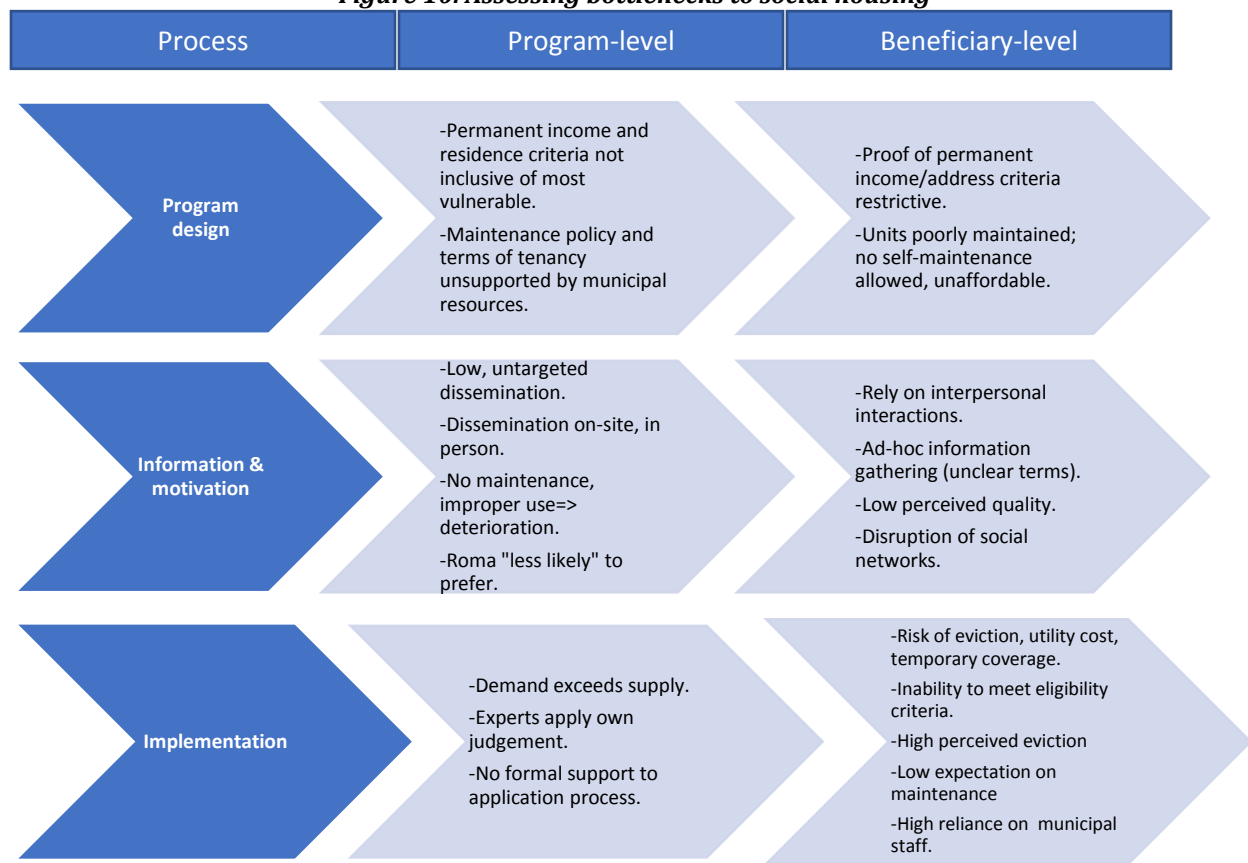 Figure 10: Assessing bottlenecks to social housing
Process
Program-level
Beneficiary-level
Program
design
-Permanent income and
residence criteria not
inclusive of most
vulnerable.
-Maintenance policy and
terms of tenancy
unsupported by municipal
resources.
-Proof of permanent
income/address criteria
restrictive.
-Units poorly maintained;
no self-maintenance
allowed, unaffordable.
Information &
motivation
-Low, untargeted
dissemination.
-Dissemination on-site, in
person.
-No maintenance,
improper use=>
deterioration.
-Roma "less likely" to
prefer.
-Rely on interpersonal
interactions.
-Ad-hoc information
gathering (unclear terms).
-Low perceived quality.
-Disruption of social
networks.
Implementation
-Demand exceeds supply.
-Experts apply own
judgement.
-No formal support to
application process.
-Risk of eviction, utility cost,
temporary coverage.
-Inability to meet eligibility
criteria.
-High perceived eviction
-Low expectation on
maintenance
-High reliance on  municipal
staff.